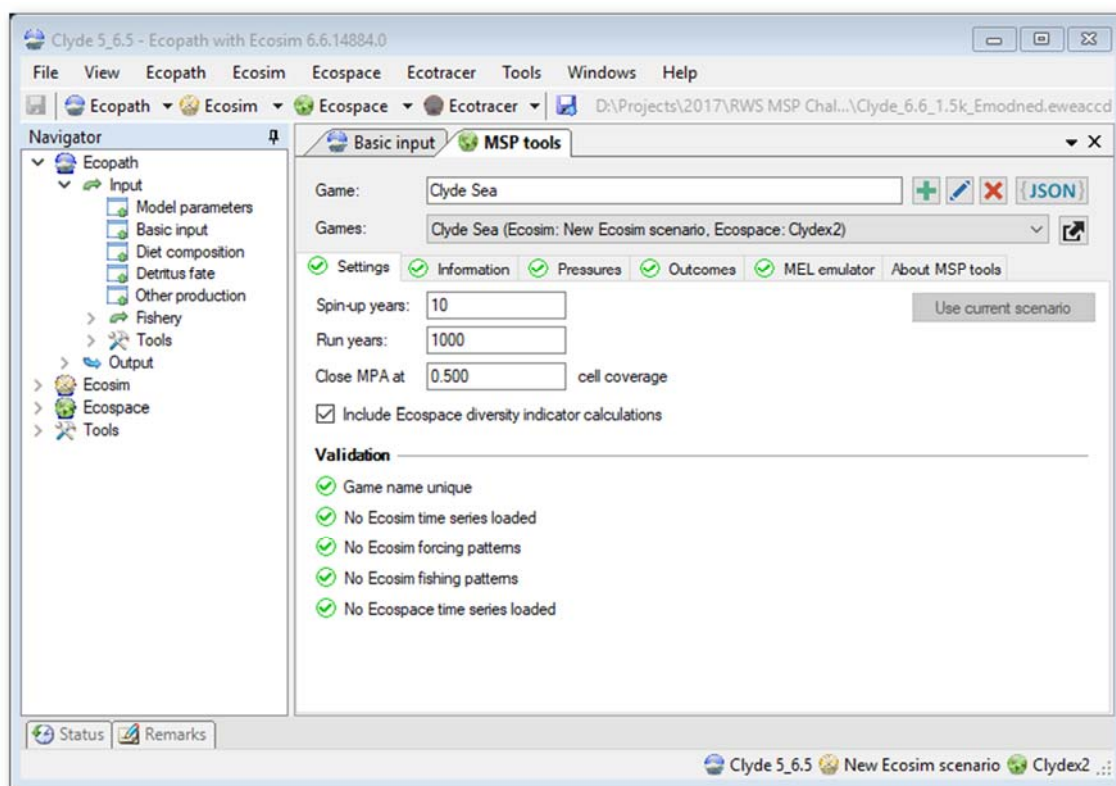 Clyde 5_6.5 - Ecopath with Ecosim 6.6.14884.0
File View Ecopath Ecosim Ecospace Ecotracer Tools Windows Help
Ecopath Ecosim Ecospace Ecotracer D:\Projects\2017\RWS MSP Chal...\Clyde_6.6_1.5k_Emodned.eweaccd
Navigator
Ecopath
Input
Model parameters
Basic input
Diet composition
Detritus fate
Other production
Fishery
Tools
Output
Ecosim
Ecospace
Tools
Basic input MSP tools
Game: Clyde Sea {JSON}
Games: Clyde Sea (Ecosim: New Ecosim scenario, Ecospace: Clydex2)
Settings Information Pressures Outcomes MEL emulator About MSP tools
Spin-up years: 10 Use current scenario
Run years: 1000
Close MPA at 0.500 cell coverage
Include Ecospace diversity indicator calculations
Validation
Game name unique
No Ecosim time series loaded
No Ecosim forcing patterns
No Ecosim fishing patterns
No Ecospace time series loaded
Status Remarks
Clyde 5_6.5 New Ecosim scenario Clydex2